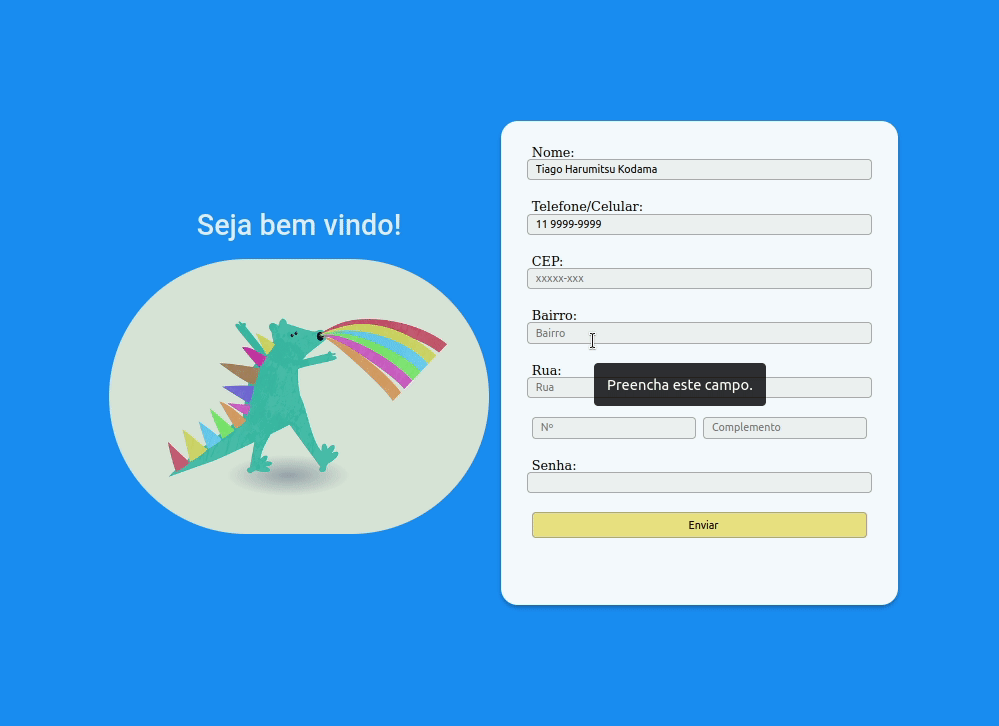 Seja bem vindo!
Nome:
Tiago Harumitsu Kodama
Telefone/Celular:
11 9999-9999
CEP:
xxxxx-xxx
Bairro:
Bairro
Rua:
Rua
Preencha este campo.
Nº
Complemento
Senha:
Enviar